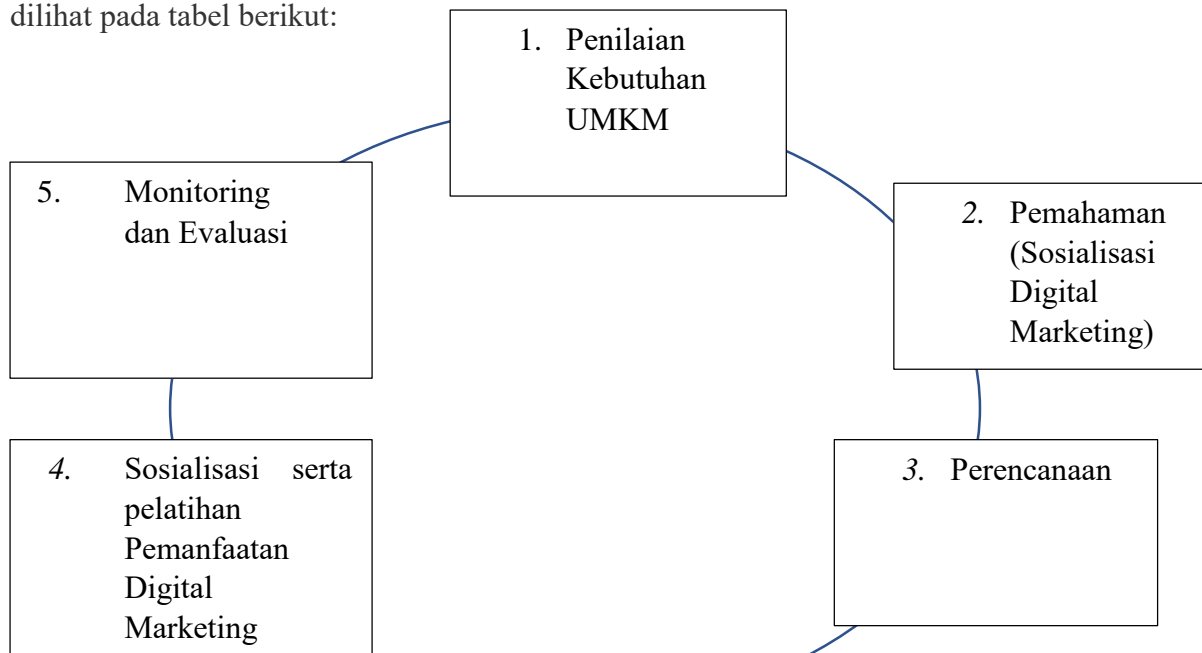 dilihat pada tabel berikut:
1. Penilaian
Kebutuhan
UMKM
2. Pemahaman
(Sosialisasi
Digital
Marketing)
3. Perencanaan
4. Sosialisasi serta
pelatihan
Pemanfaatan
Digital
Marketing
5. Monitoring
dan Evaluasi